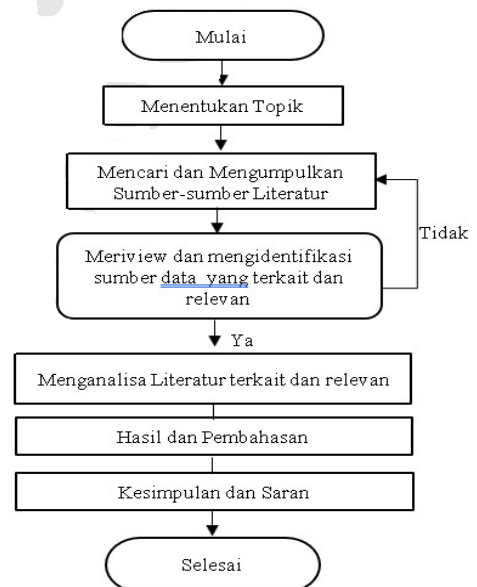 Mulai
Menentukan Topik
Mencari dan Mengumpulkan
Sumber-sumber Literatur
Tidak
Meriview dan mengidentifikasi
sumber data yang terkait dan
relevan
Ya
Menganalisa Literatur terkait dan relevan
Hasil dan Pembahasan
Kesimpulan dan Saran
Selesai